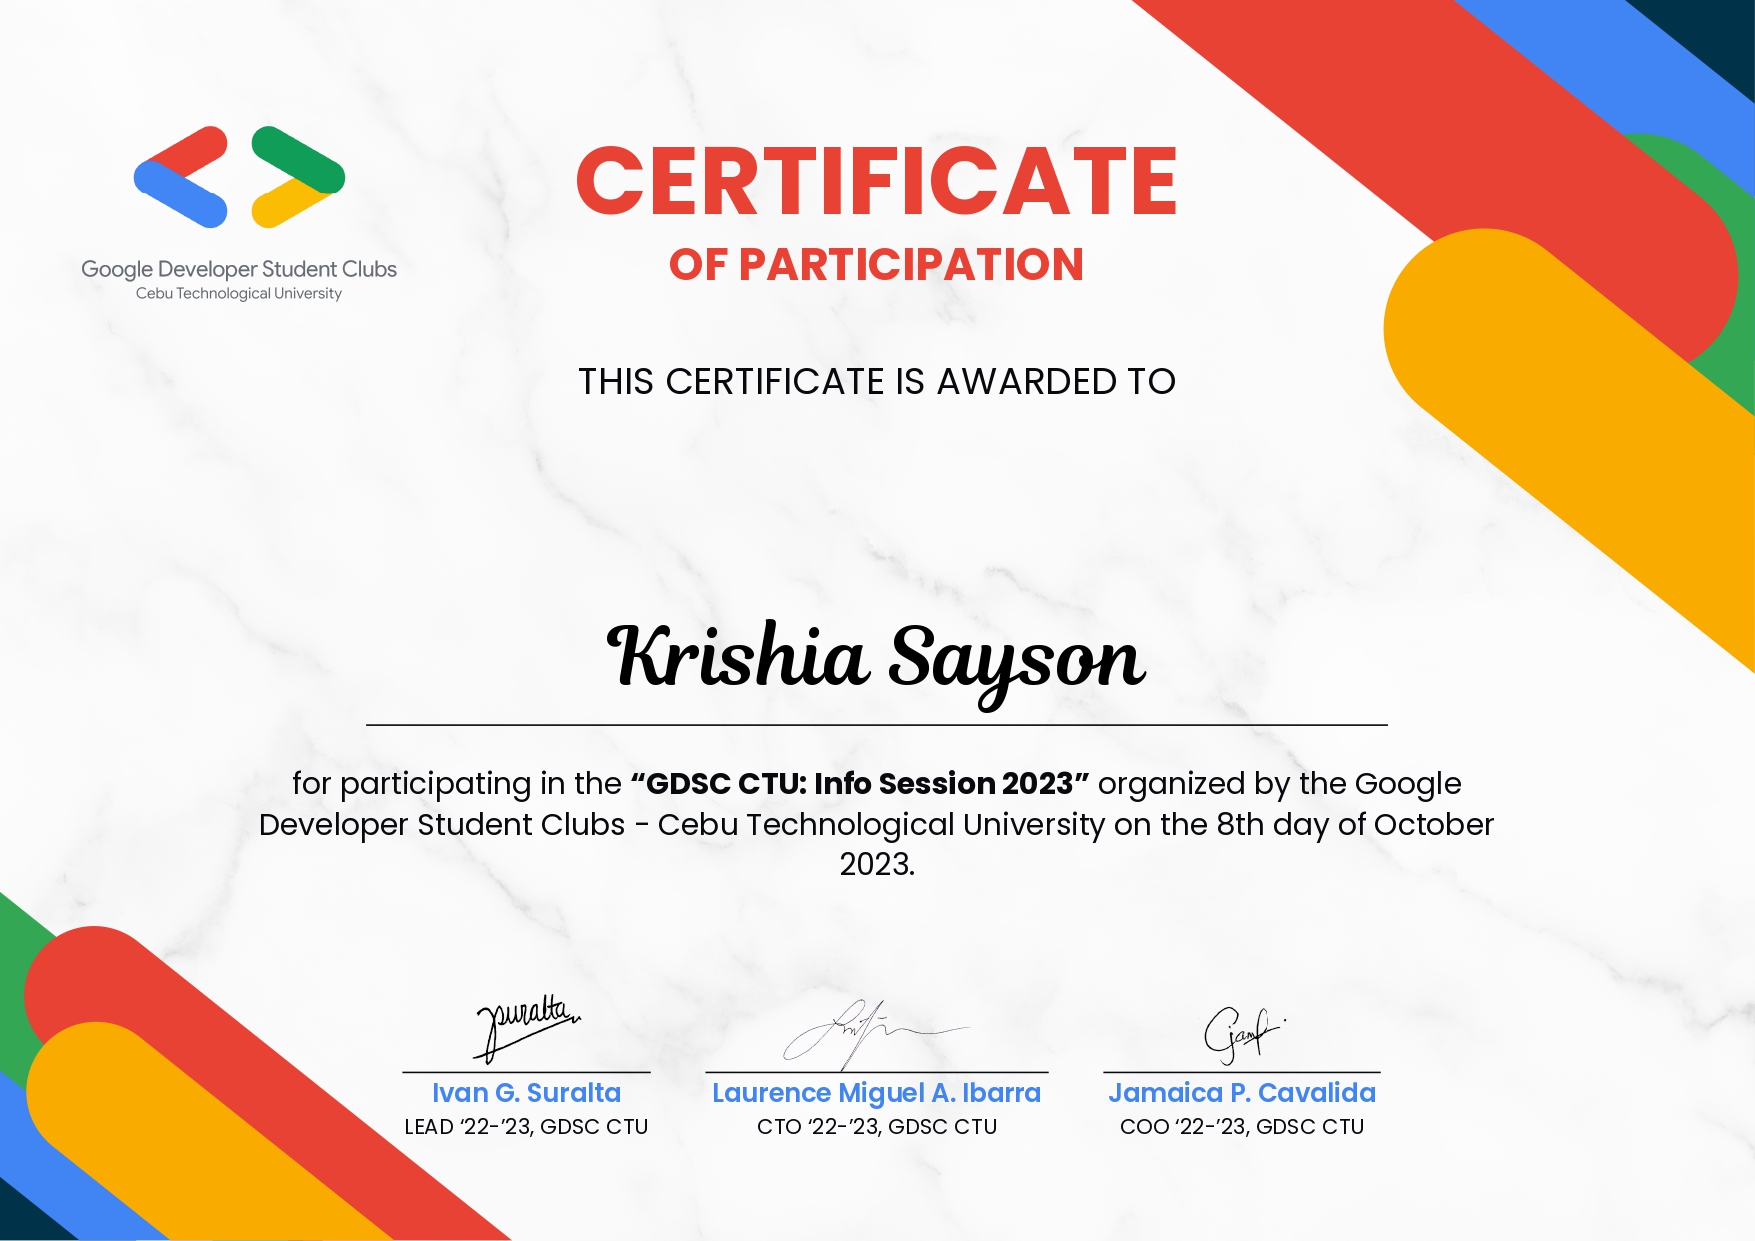 Google Developer Student Clubs
Cebu Technological University
CERTIFICATE
OF PARTICIPATION
THIS CERTIFICATE IS AWARDED TO
Krishia Sayson
for participating in the “GDSC CTU: Info Session 2023” organized by the Google
Developer Student Clubs - Cebu Technological University on the 8th day of October
2023.
Ivan G. Suralta
LEAD ‘22-’23, GDSC CTU
Laurence Miguel A. Ibarra
CTO ‘22-’23, GDSC CTU
Jamaica P. Cavalida
COO ‘22-’23, GDSC CTU